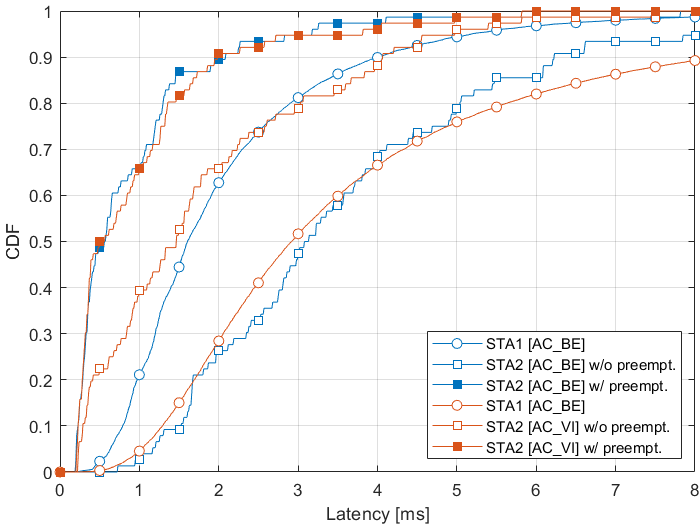 1
0.9
0.8
0.7
0.6
CDF
0.5
0.4
0.3
0.2
0.1
0
STA1 [AC_BE]
STA2 [AC_BE] w/o preempt.
STA2 [AC_BE] w/ preempt.
STA1 [AC_BE]
STA2 [AC_VI] w/o preempt.
STA2 [AC_VI] w/ preempt.
0 1 2 3 4 5 6 7 8
Latency [ms]